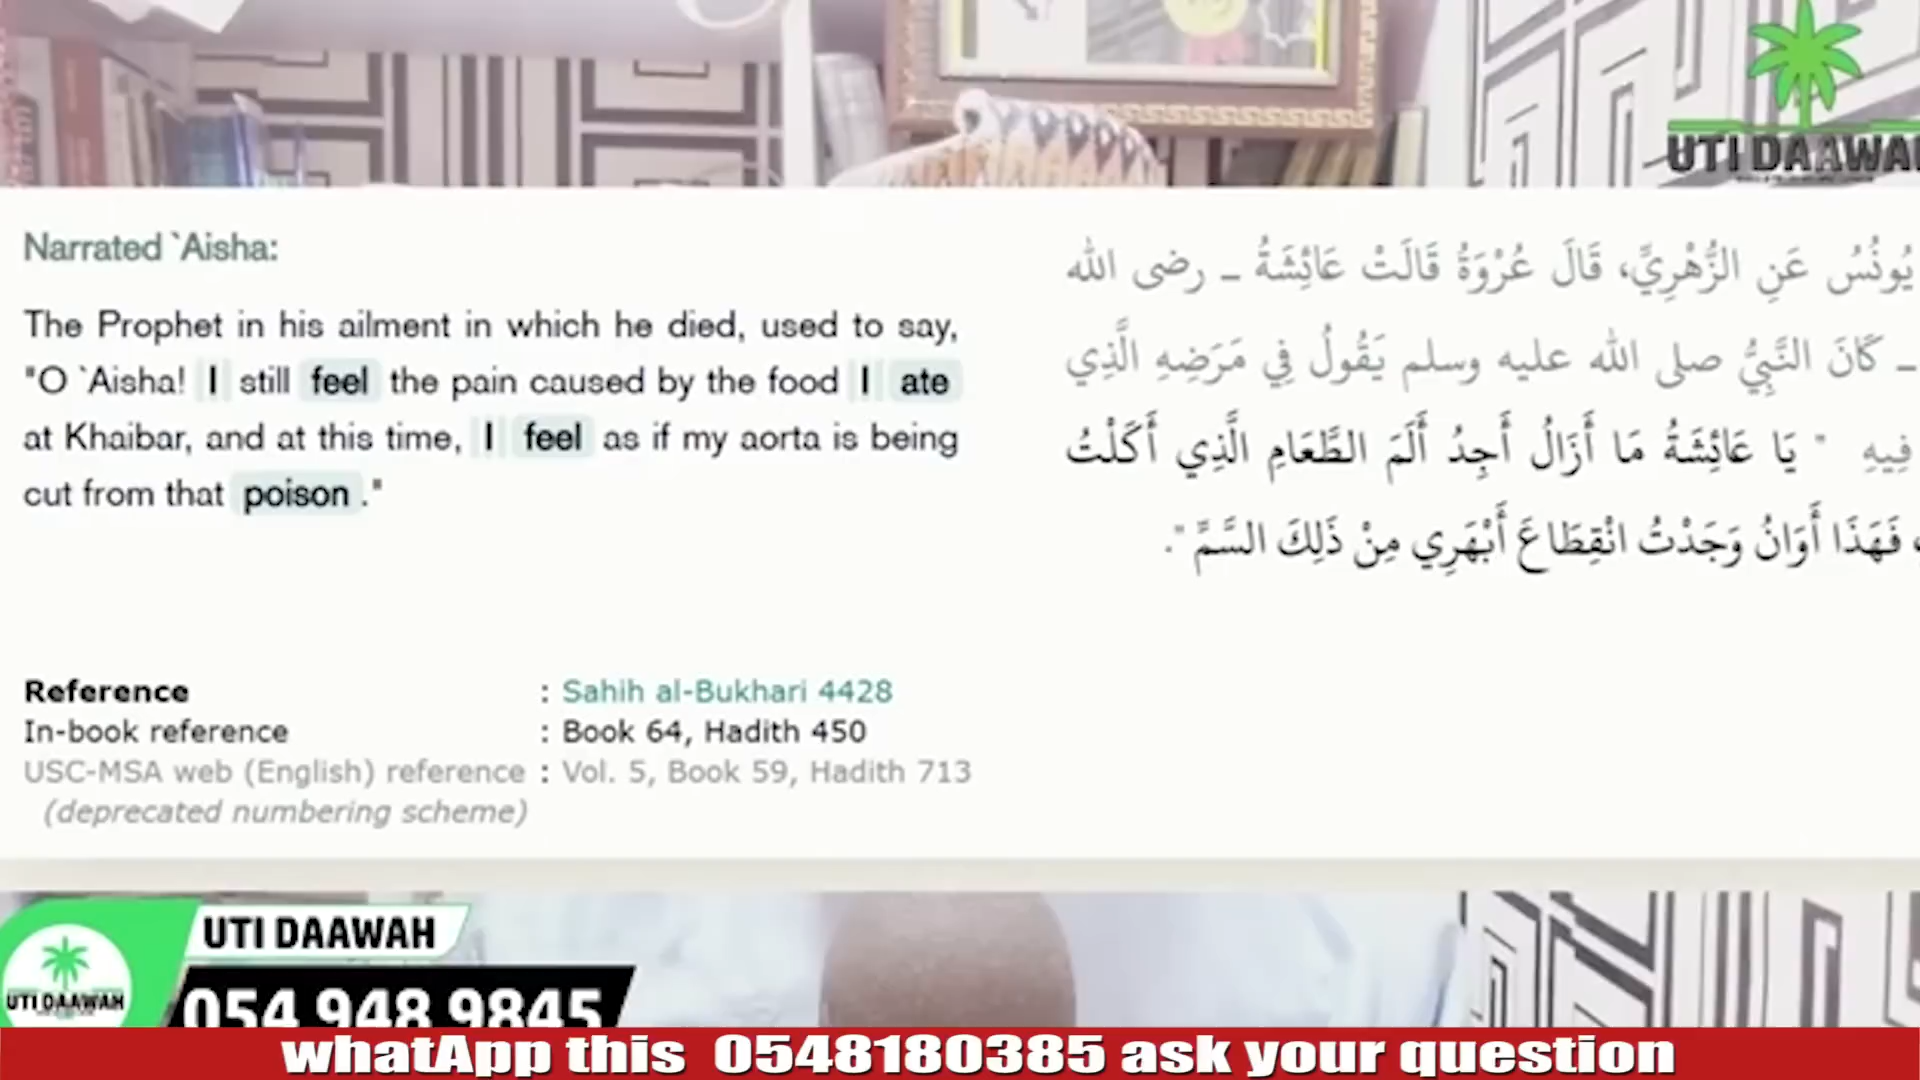 UTI DAAWAH
Narrated `Aisha:
The Prophet in his ailment in which he died, used to say,
"O `Aisha! I still feel the pain caused by the food I ate
at Khaibar, and at this time, I feel as if my aorta is being
cut from that poison."
يُونُسُ عَنِ الزُّهْرِيِّ، قَالَ عُرْوَةُ قَالَتْ عَائِشَةُ ـ رضى الله
ـ كَانَ النَّبِيُّ صلى الله عليه وسلم يَقُولُ فِي مَرَضِهِ الَّذِي
فِيهِ " يَا عَائِشَةُ مَا أَزَالُ أَجِدُ أَلَمَ الطَّعَامِ الَّذِي أَكَلْتُ
فَهَذَا أَوَانُ وَجَدْتُ انْقِطَاعَ أَبْهَرِي مِنْ ذَلِكَ السَّمِّ ".
Reference : Sahih al-Bukhari 4428
In-book reference : Book 64, Hadith 450
USC-MSA web (English) reference : Vol. 5, Book 59, Hadith 713
(deprecated numbering scheme)
UTI DAAWAH
UTI DAAWAH
054 948 9845
whatApp this 0548180385 ask your question